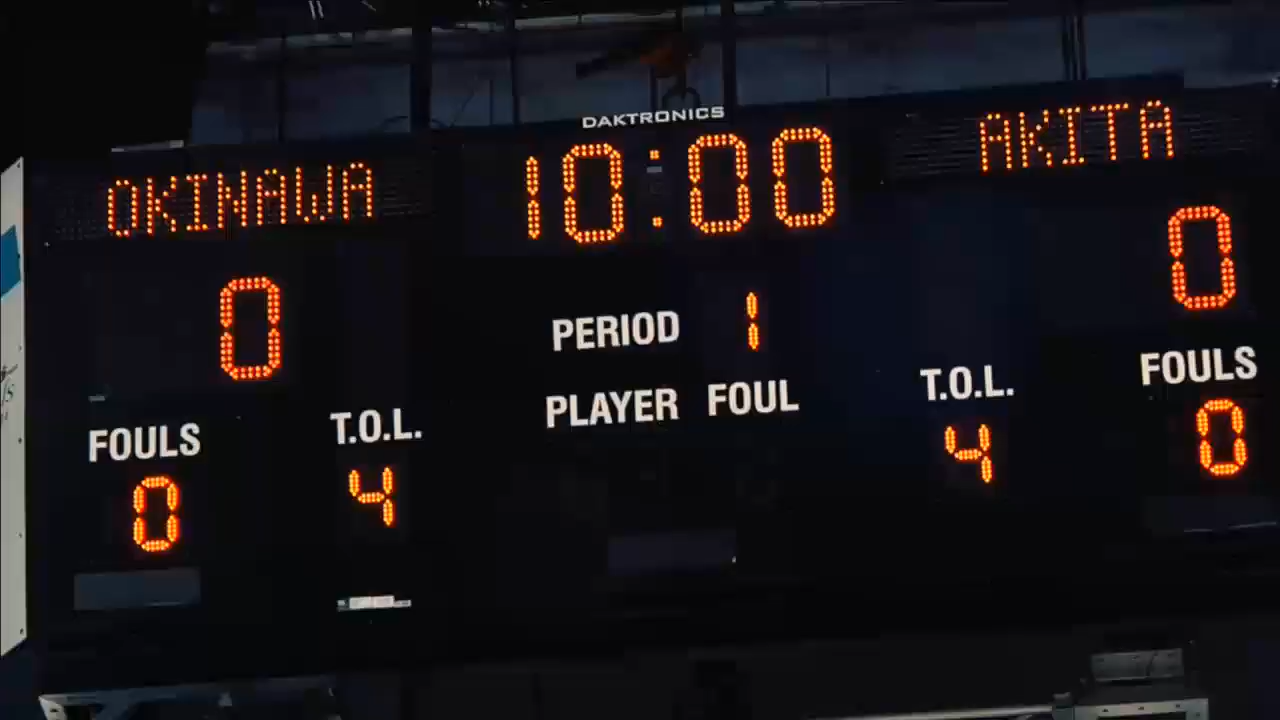 DAKTRONICS
OKINAWA 10:00 AKITA
0 0
PERIOD 1
PLAYER FOUL
FOULS T.O.L. T.O.L. FOULS
0 4 4 0